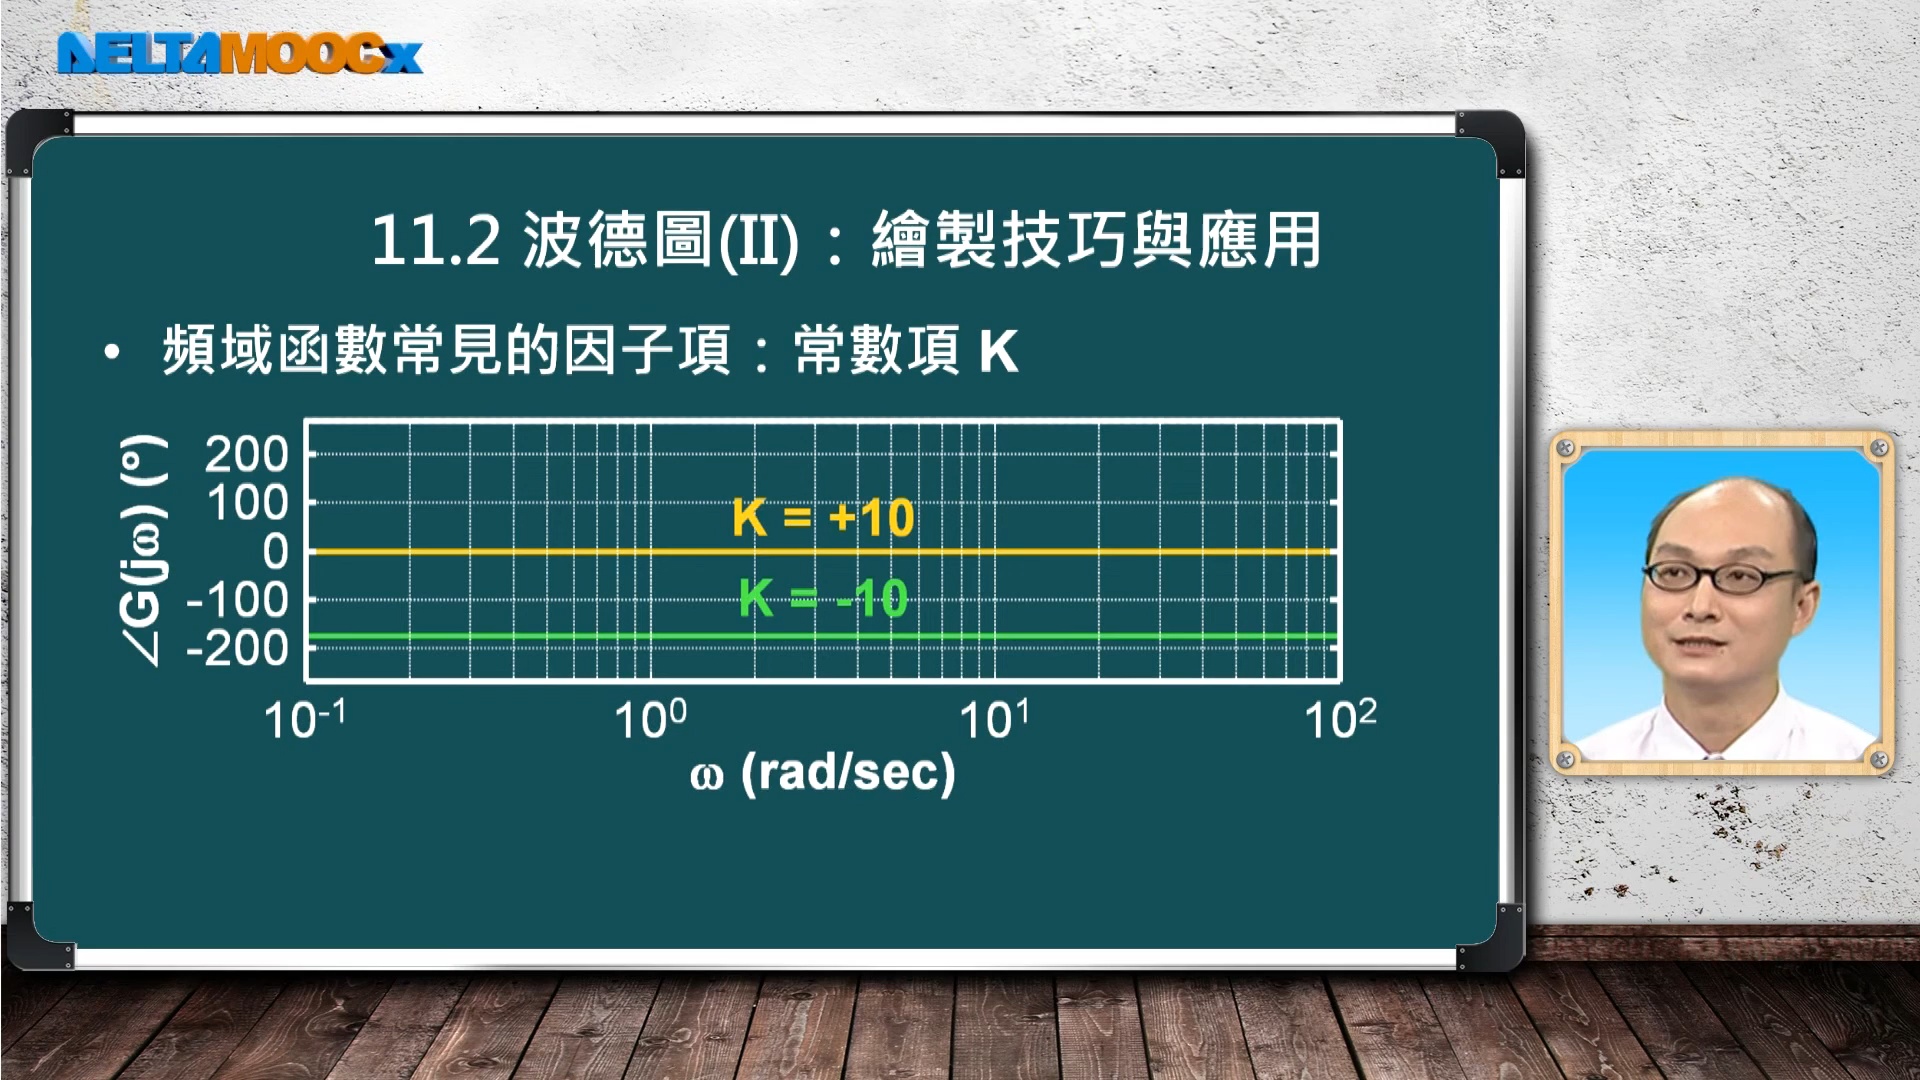 DELTAMOOCx
11.2 波德圖(II)：繪製技巧與應用
• 頻域函數常見的因子項：常數項 K
∠G(jω) (°)
200
100
0
-100
-200
K = +10
K = -10
10⁻¹ 10⁰ 10¹ 10²
ω (rad/sec)